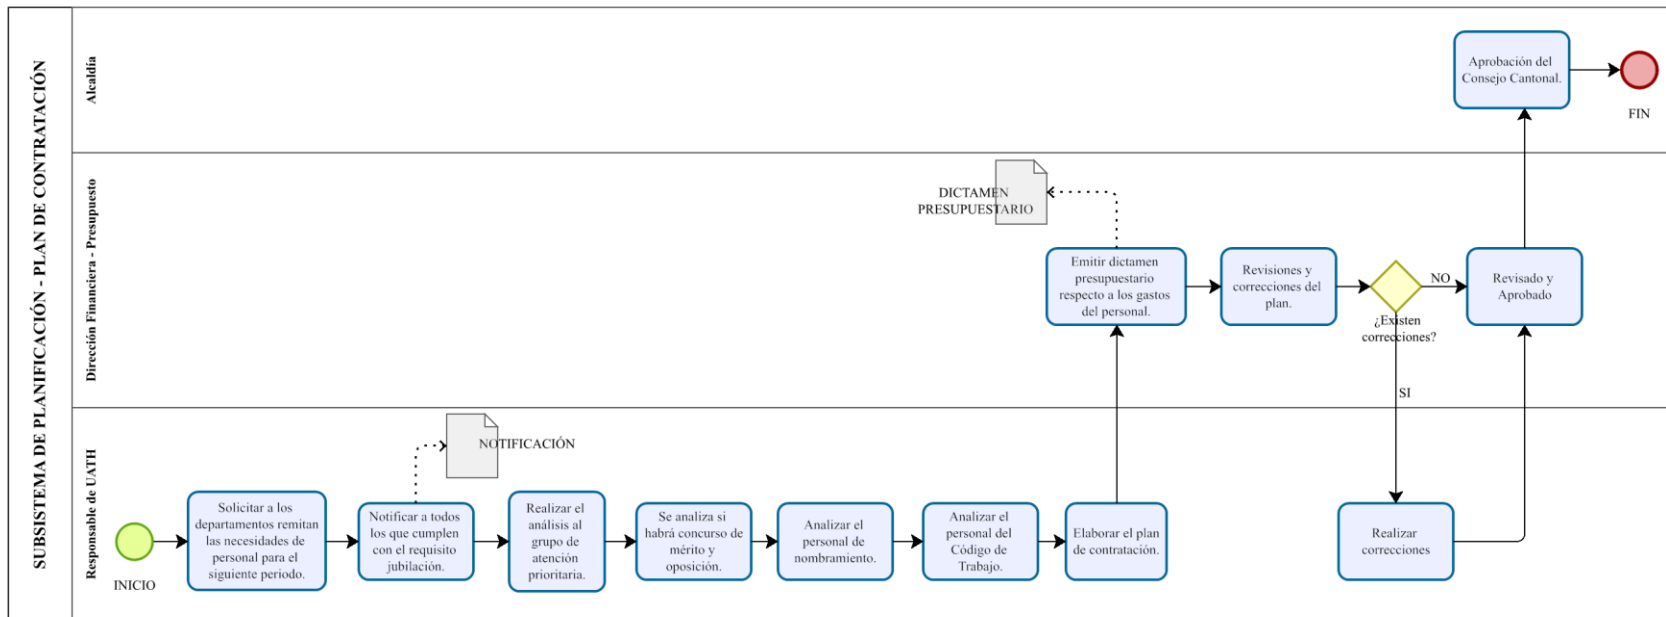 SUBSISTEMA DE PLANIFICACIÓN - PLAN DE CONTRATACIÓN
Alcaldía
Aprobación del
Consejo Cantonal.
FIN
Dirección Financiera - Presupuesto
DICTAMEN
PRESUPUESTARIO
Emitir dictamen
presupuestario
respecto a los gastos
del personal.
Revisiones y
correcciones del
plan.
¿Existen
correcciones?
NO
SI
Revisado y
Aprobado
Responsable de UATH
INICIO
Solicitar a los
departamentos remitan
las necesidades de
personal para el
siguiente periodo.
NOTIFICACIÓN
Notificar a todos
los que cumplen
con el requisito
jubilación.
Realizar el
análisis al
grupo de
atención
prioritaria.
Se analiza si
habrá concurso de
mérito y
oposición.
Analizar el
personal de
nombramiento.
Analizar el
personal del
Código de
Trabajo.
Elaborar el plan
de contratación.
Realizar
correcciones